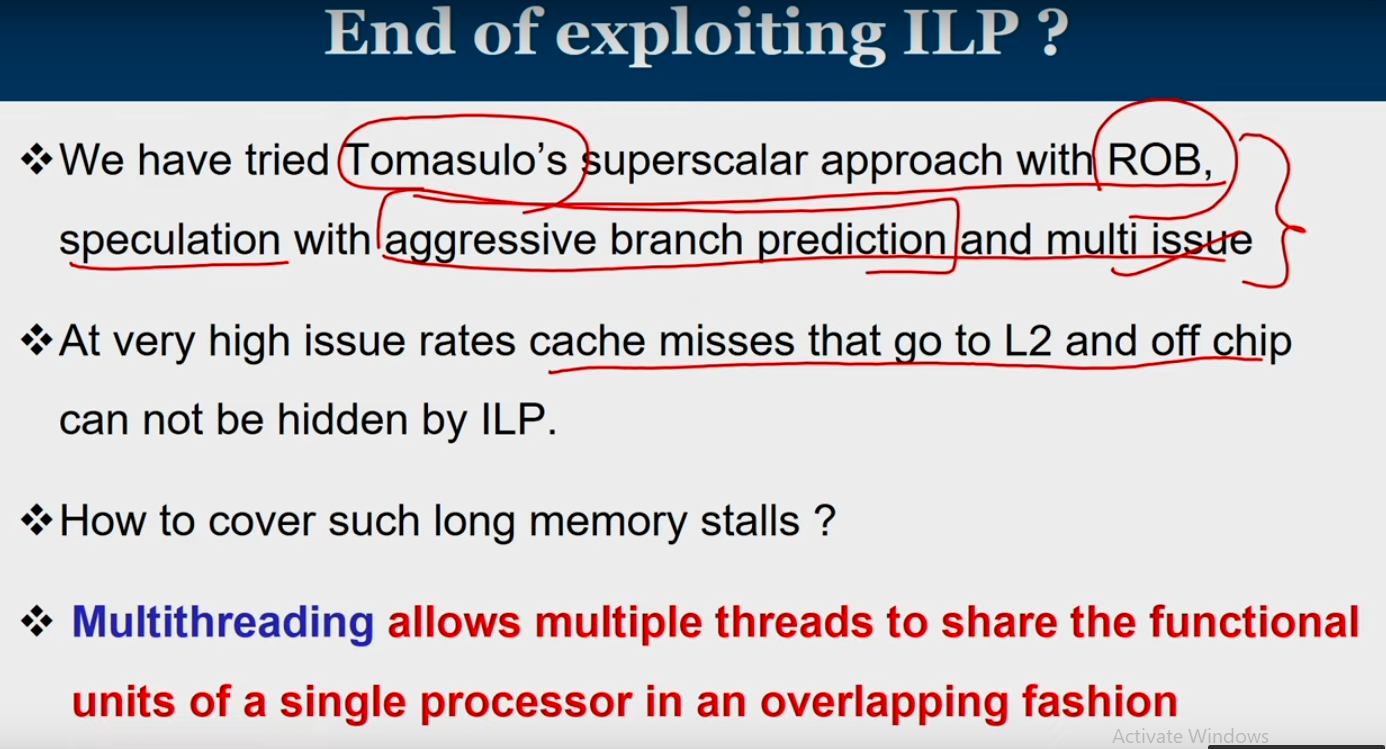 End of exploiting ILP ?
❖We have tried Tomasulo's superscalar approach with ROB,
speculation with aggressive branch prediction and multi issue
❖At very high issue rates cache misses that go to L2 and off chip
can not be hidden by ILP.
❖How to cover such long memory stalls ?
❖ Multithreading allows multiple threads to share the functional
units of a single processor in an overlapping fashion
Activate Windows